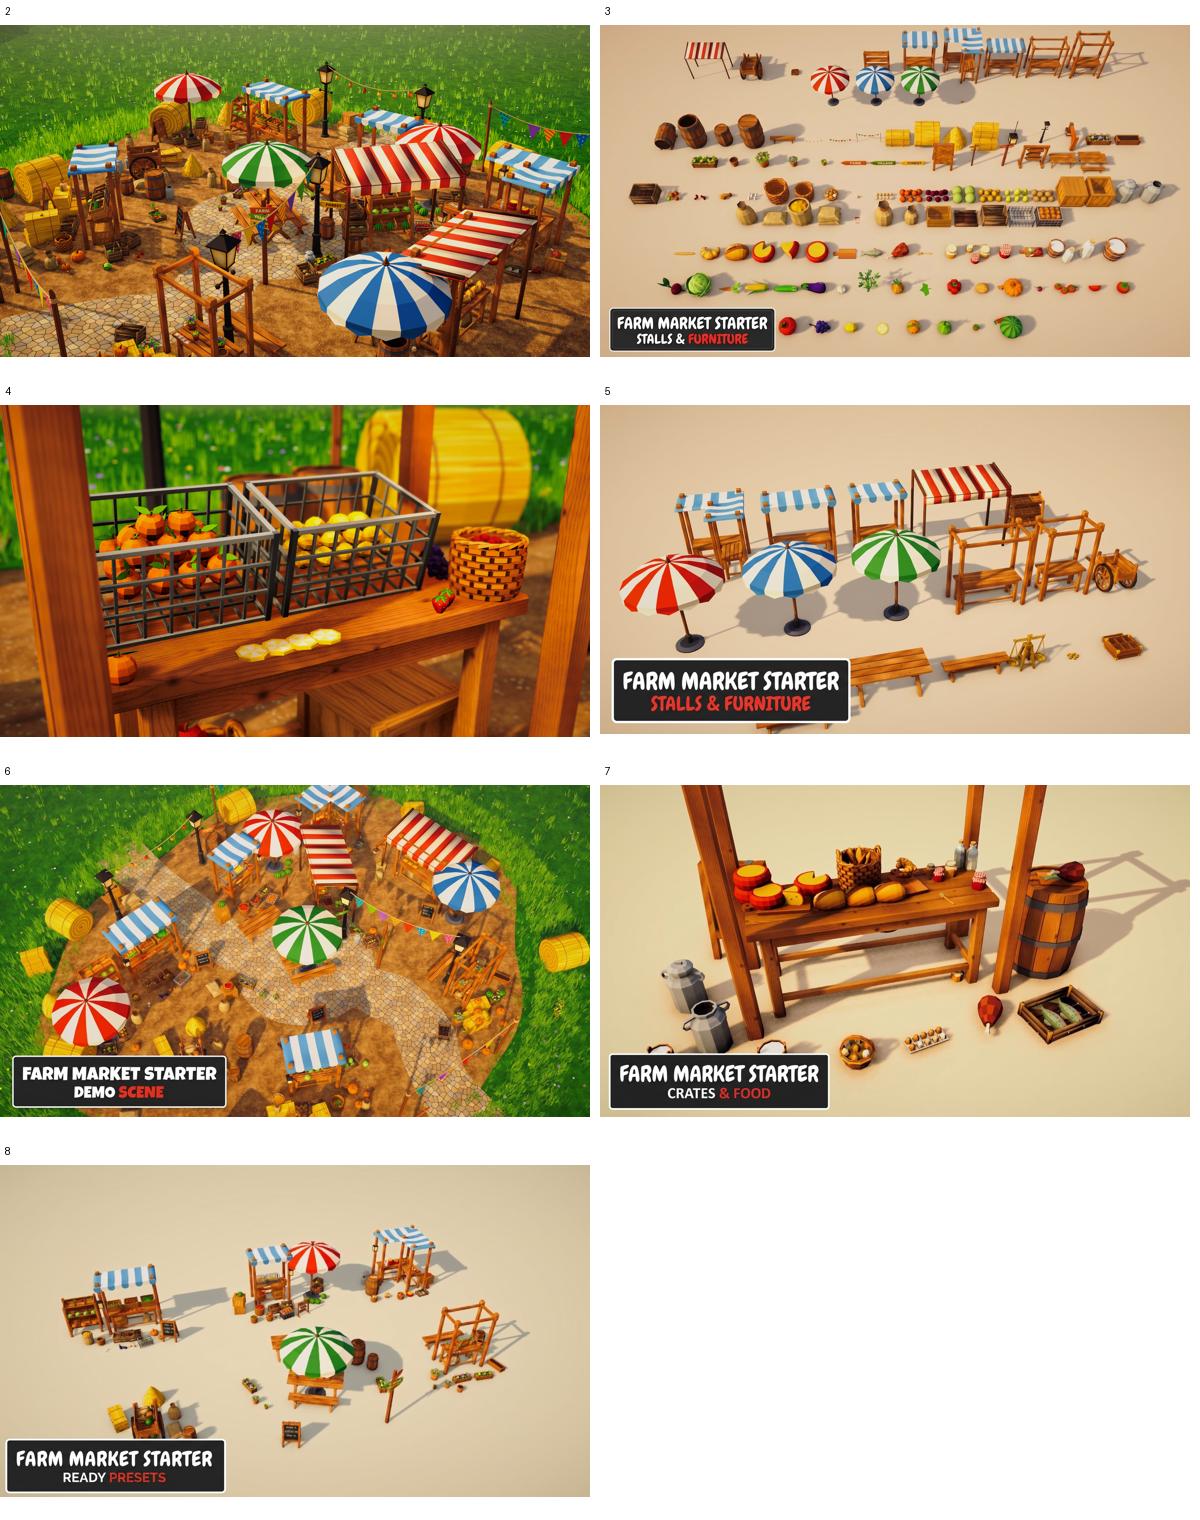 2
3
FARM MARKET STARTER
STALLS & FURNITURE
4
5
FARM MARKET STARTER
STALLS & FURNITURE
6
FARM MARKET STARTER
DEMO SCENE
7
FARM MARKET STARTER
CRATES & FOOD
8
FARM MARKET STARTER
READY PRESETS